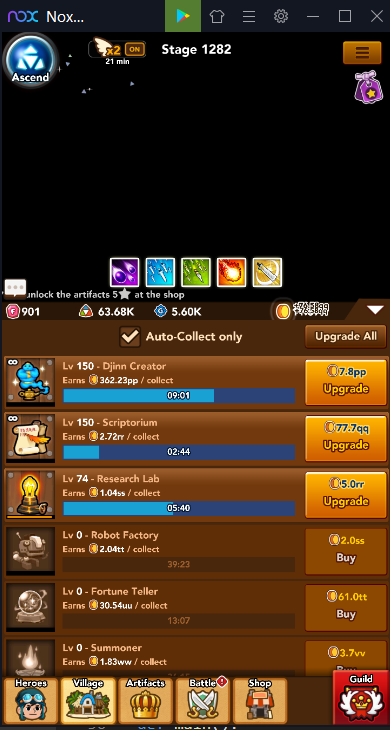 nox Nox...
x2 ON
21 min
Stage 1282
Ascend
unlock the artifacts 5 at the shop
901
63.68K
5.60K
Auto-Collect only
Upgrade All
Lv 150 - Djinn Creator
Earns 362.23pp / collect
09:01
7.8pp
Upgrade
Lv 150 - Scriptorium
Earns 2.72rr / collect
02:44
77.7qq
Upgrade
Lv 74 - Research Lab
Earns 1.04ss / collect
05:40
5.0rr
Upgrade
Lv 0 - Robot Factory
Earns 2.04tt / collect
39:23
2.0ss
Buy
Lv 0 - Fortune Teller
Earns 30.54uu / collect
13:07
61.0tt
Buy
Lv 0 - Summoner
Earns 1.83ww / collect
3.7vv
Buy
Heroes
Village
Artifacts
Battle
Shop
Guild